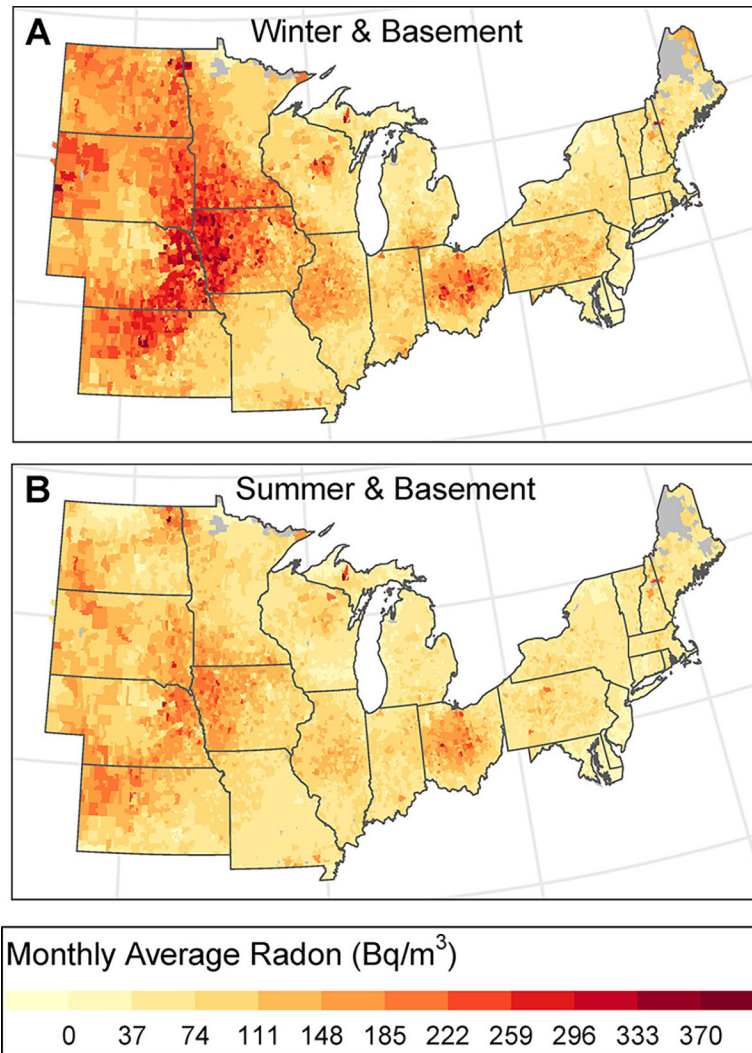 A
Winter & Basement
B
Summer & Basement
Monthly Average Radon (Bq/m³)
0 37 74 111 148 185 222 259 296 333 370